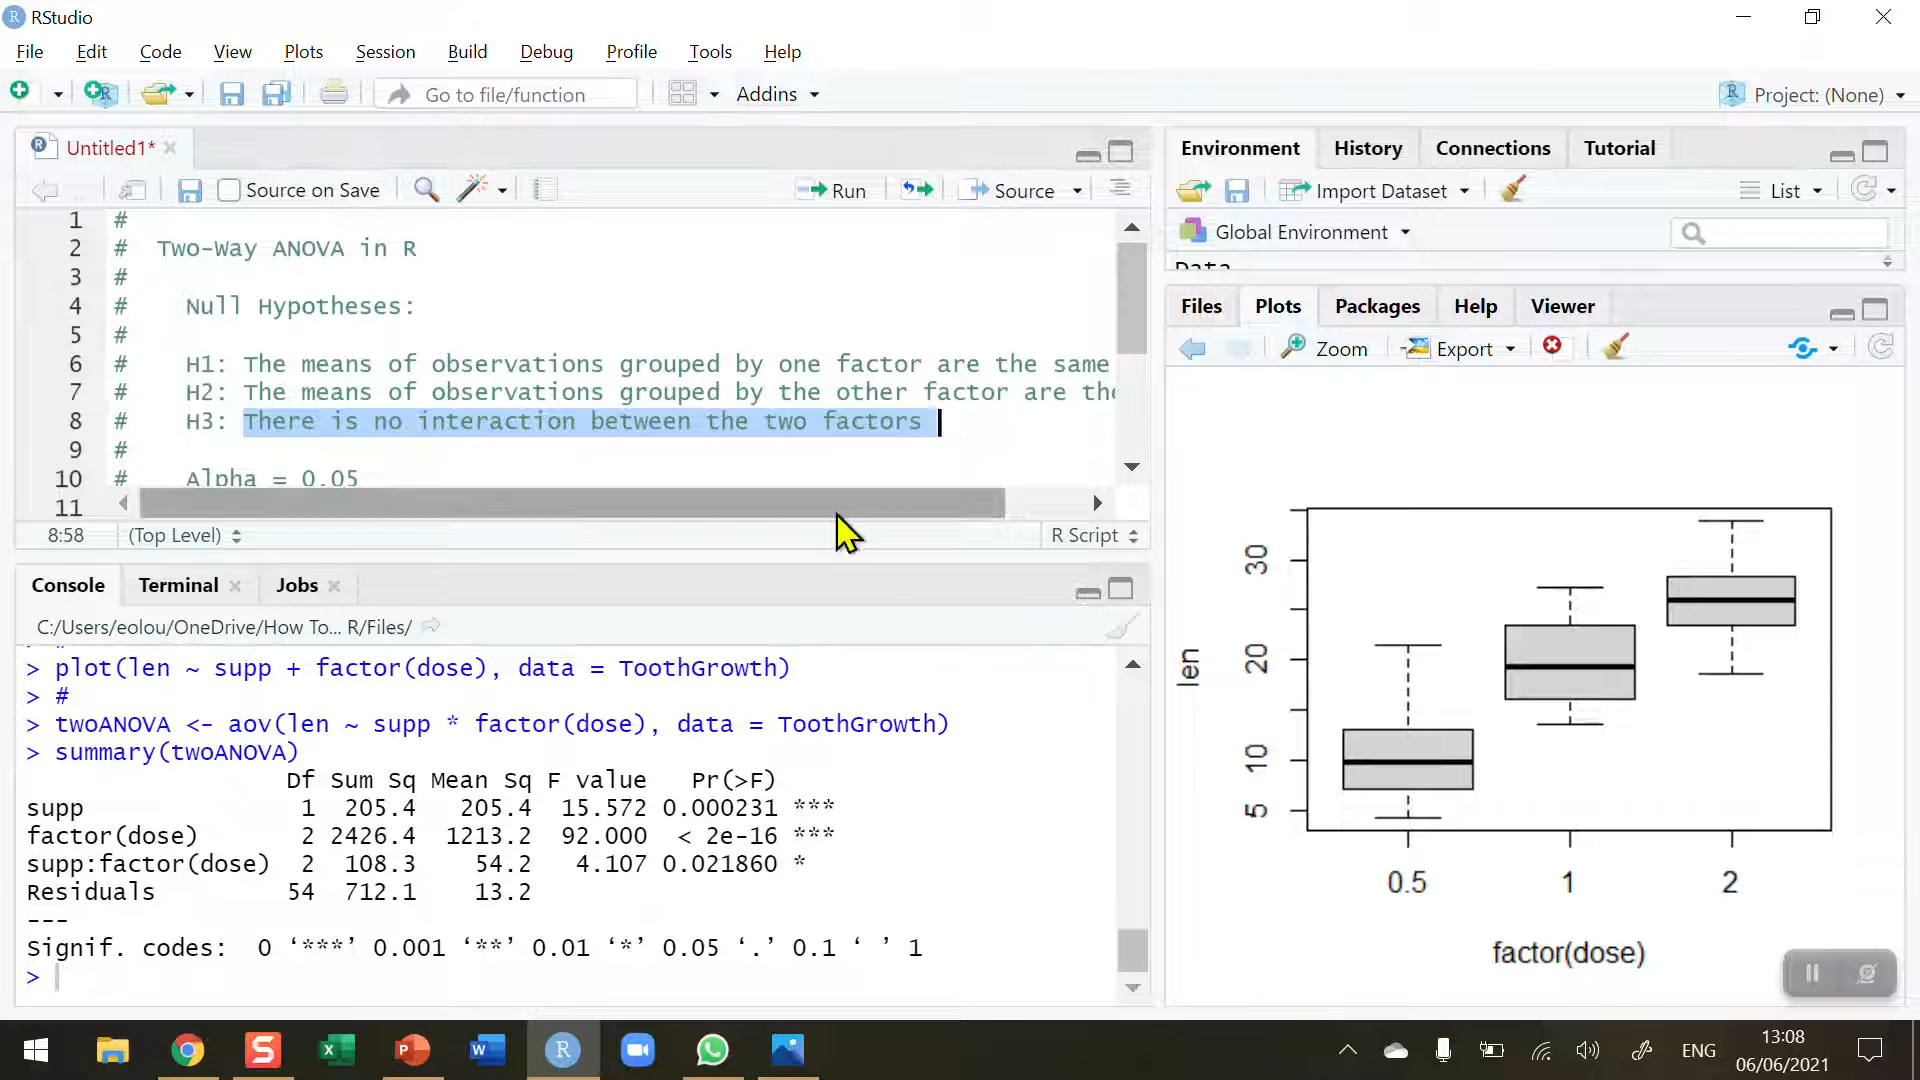 RStudio
File Edit Code View Plots Session Build Debug Profile Tools Help
Go to file/function Addins Project: (None)
Untitled1*
Source on Save Run Source
1 #
2 # Two-Way ANOVA in R
3 #
4 # Null Hypotheses:
5 #
6 # H1: The means of observations grouped by one factor are the same
7 # H2: The means of observations grouped by the other factor are the
8 # H3: There is no interaction between the two factors
9 #
10 # Alpha = 0.05
11
8:58 (Top Level) R Script
Console Terminal Jobs
C:/Users/eolou/OneDrive/How To... R/Files/
> plot(len ~ supp + factor(dose), data = ToothGrowth)
> #
> twoANOVA <- aov(len ~ supp * factor(dose), data = ToothGrowth)
> summary(twoANOVA)
Df Sum Sq Mean Sq F value Pr(>F)
supp 1 205.4 205.4 15.572 0.000231 ***
factor(dose) 2 2426.4 1213.2 92.000 < 2e-16 ***
supp:factor(dose) 2 108.3 54.2 4.107 0.021860 *
Residuals 54 712.1 13.2
---
Signif. codes: 0 ‘***’ 0.001 ‘**’ 0.01 ‘*’ 0.05 ‘.’ 0.1 ‘ ’ 1
>
Environment History Connections Tutorial
Import Dataset List
Global Environment
Data
Files Plots Packages Help Viewer
Zoom Export
len
30
20
10
5
0.5 1 2
factor(dose)
ENG
13:08
06/06/2021